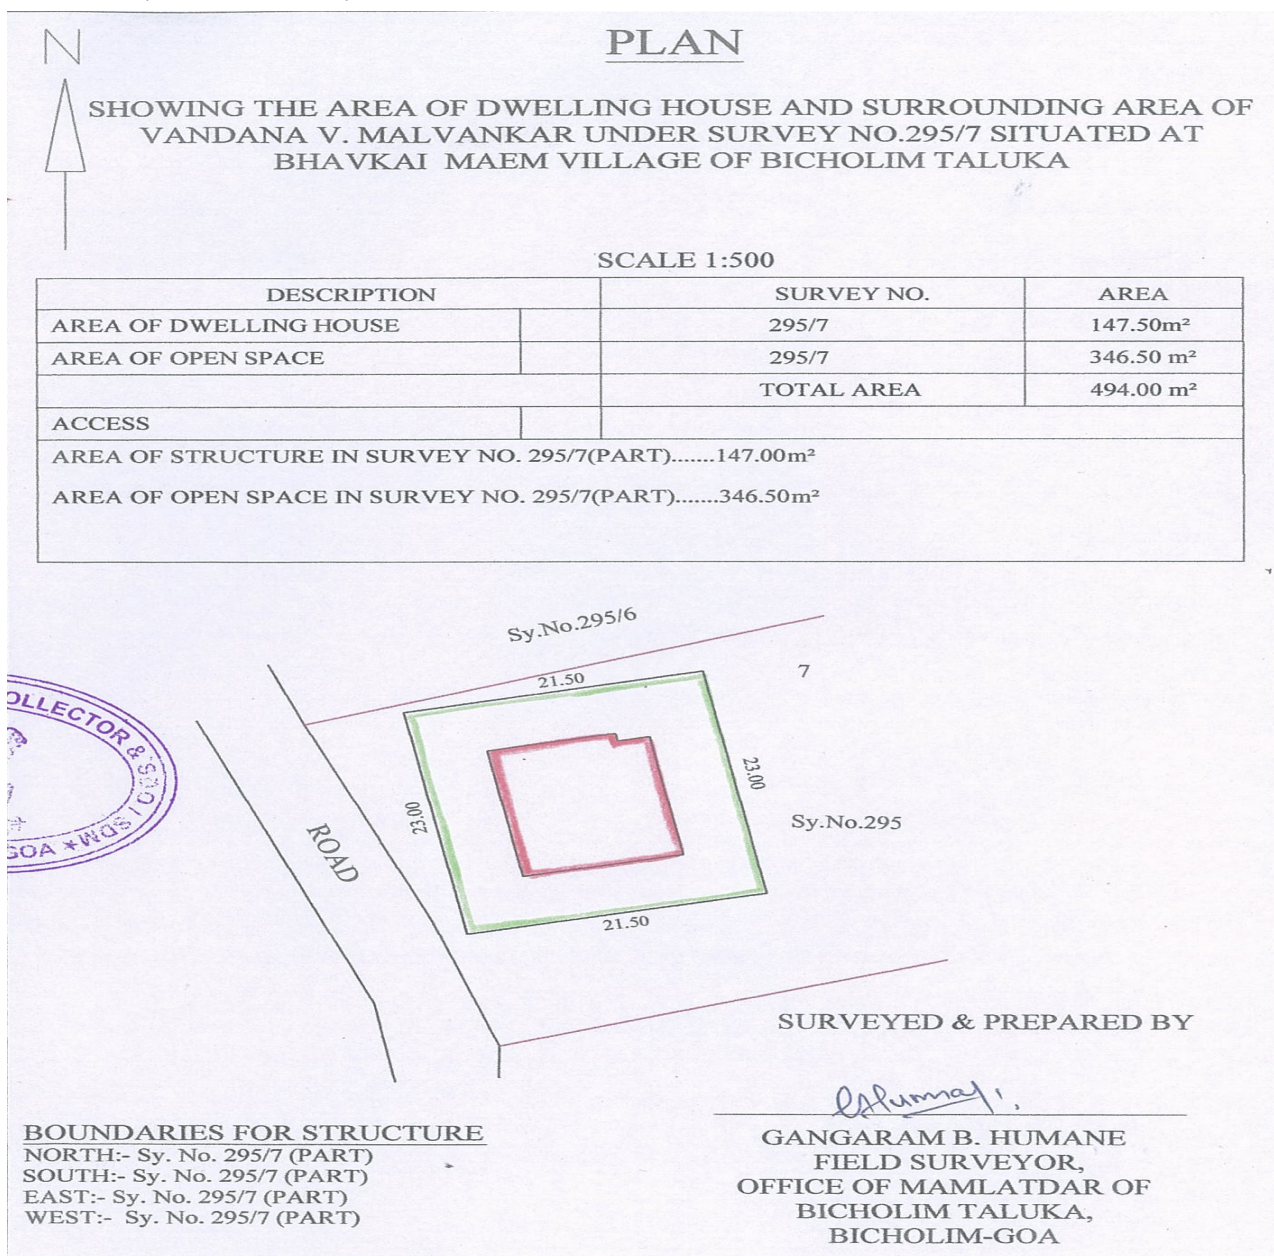 N
PLAN
SHOWING THE AREA OF DWELLING HOUSE AND SURROUNDING AREA OF
VANDANA V. MALVANKAR UNDER SURVEY NO.295/7 SITUATED AT
BHAVKAI MAEM VILLAGE OF BICHOLIM TALUKA
SCALE 1:500
DESCRIPTION SURVEY NO. AREA
AREA OF DWELLING HOUSE 295/7 147.50m²
AREA OF OPEN SPACE 295/7 346.50 m²
TOTAL AREA 494.00 m²
ACCESS
AREA OF STRUCTURE IN SURVEY NO. 295/7(PART).......147.00m²
AREA OF OPEN SPACE IN SURVEY NO. 295/7(PART).......346.50m²
Sy.No.295/6
7
21.50
23.00
23.00
Sy.No.295
ROAD
21.50
OLLECTOR &
SDM
GOA
SURVEYED & PREPARED BY
GANGARAM B. HUMANE
FIELD SURVEYOR,
OFFICE OF MAMLATDAR OF
BICHOLIM TALUKA,
BICHOLIM-GOA
BOUNDARIES FOR STRUCTURE
NORTH:- Sy. No. 295/7 (PART)
SOUTH:- Sy. No. 295/7 (PART)
EAST:- Sy. No. 295/7 (PART)
WEST:- Sy. No. 295/7 (PART)